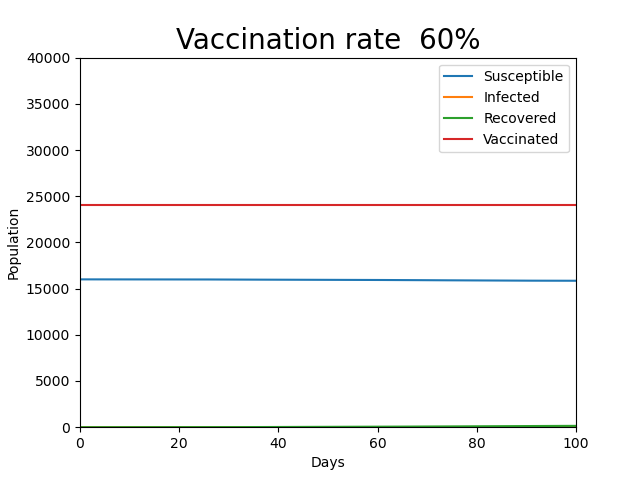 Vaccination rate  60%
40000
35000
30000
25000
20000
15000
10000
5000
0
Population
Susceptible
Infected
Recovered
Vaccinated
0 20 40 60 80 100
Days